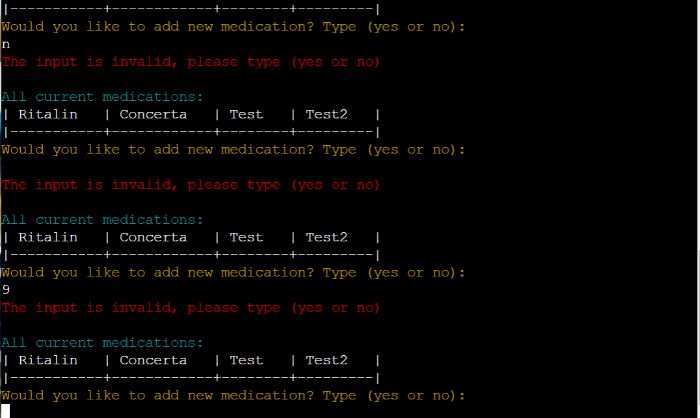 |-----------+-----------+--------+---------|
Would you like to add new medication? Type (yes or no):
n
The input is invalid, please type (yes or no)
All current medications:
| Ritalin   | Concerta  | Test   | Test2   |
|-----------+-----------+--------+---------|
Would you like to add new medication? Type (yes or no):
The input is invalid, please type (yes or no)
All current medications:
| Ritalin   | Concerta  | Test   | Test2   |
|-----------+-----------+--------+---------|
Would you like to add new medication? Type (yes or no):
9
The input is invalid, please type (yes or no)
All current medications:
| Ritalin   | Concerta  | Test   | Test2   |
|-----------+-----------+--------+---------|
Would you like to add new medication? Type (yes or no):